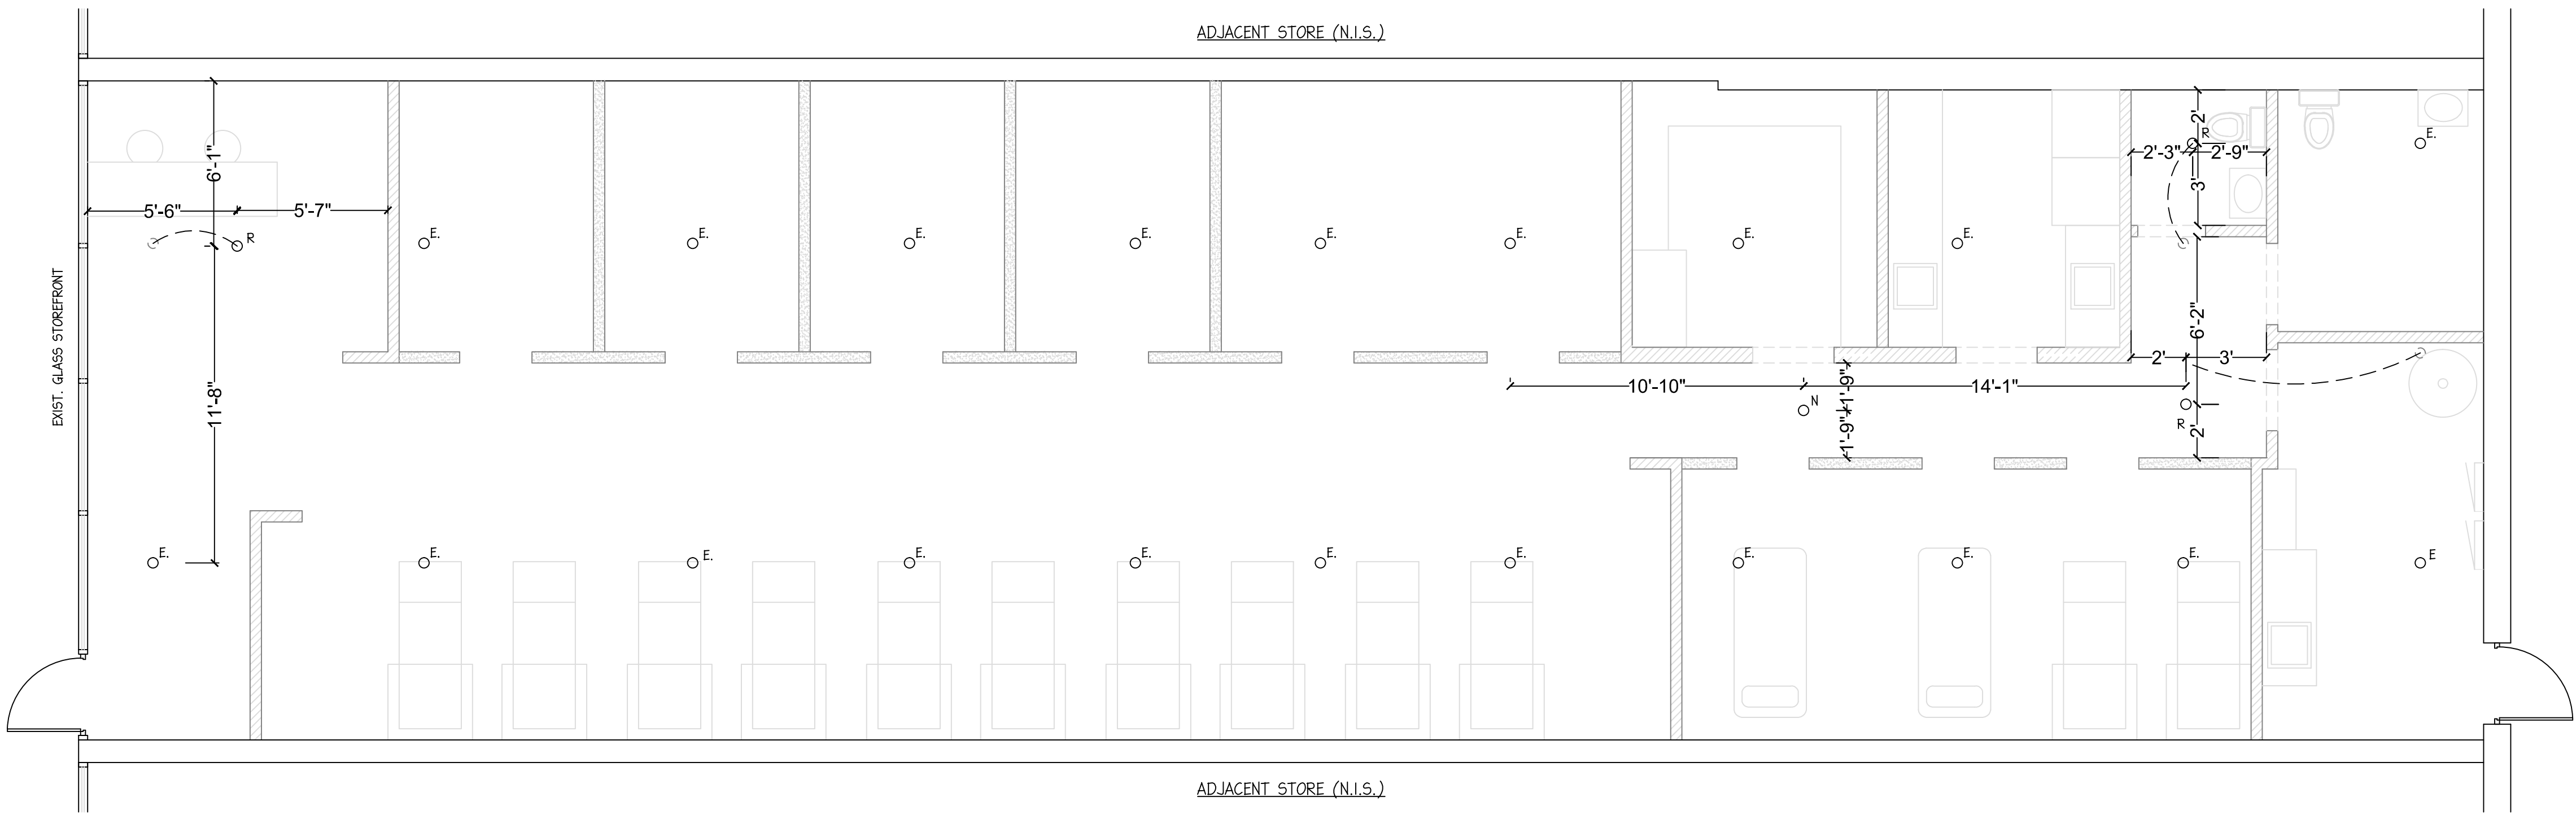 ADJACENT STORE (N.I.S.)
2'
R
E.
2'-3"
2'-9"
6'-1"
3'
5'-6"
5'-7"
R
E.
E.
E.
E.
E.
E.
E.
E.
EXIST. GLASS STOREFRONT
6'-2"
2'
3'
10'-10"
1'-9"
14'-1"
11'-8"
N
1'-9"
R
2'
E.
E.
E.
E.
E.
E.
E.
E.
E.
E.
E
ADJACENT STORE (N.I.S.)